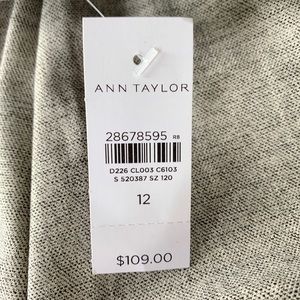 ANN TAYLOR
28678595 RB
D226 CL003 C6103
S 520387 SZ 120
12
$109.00